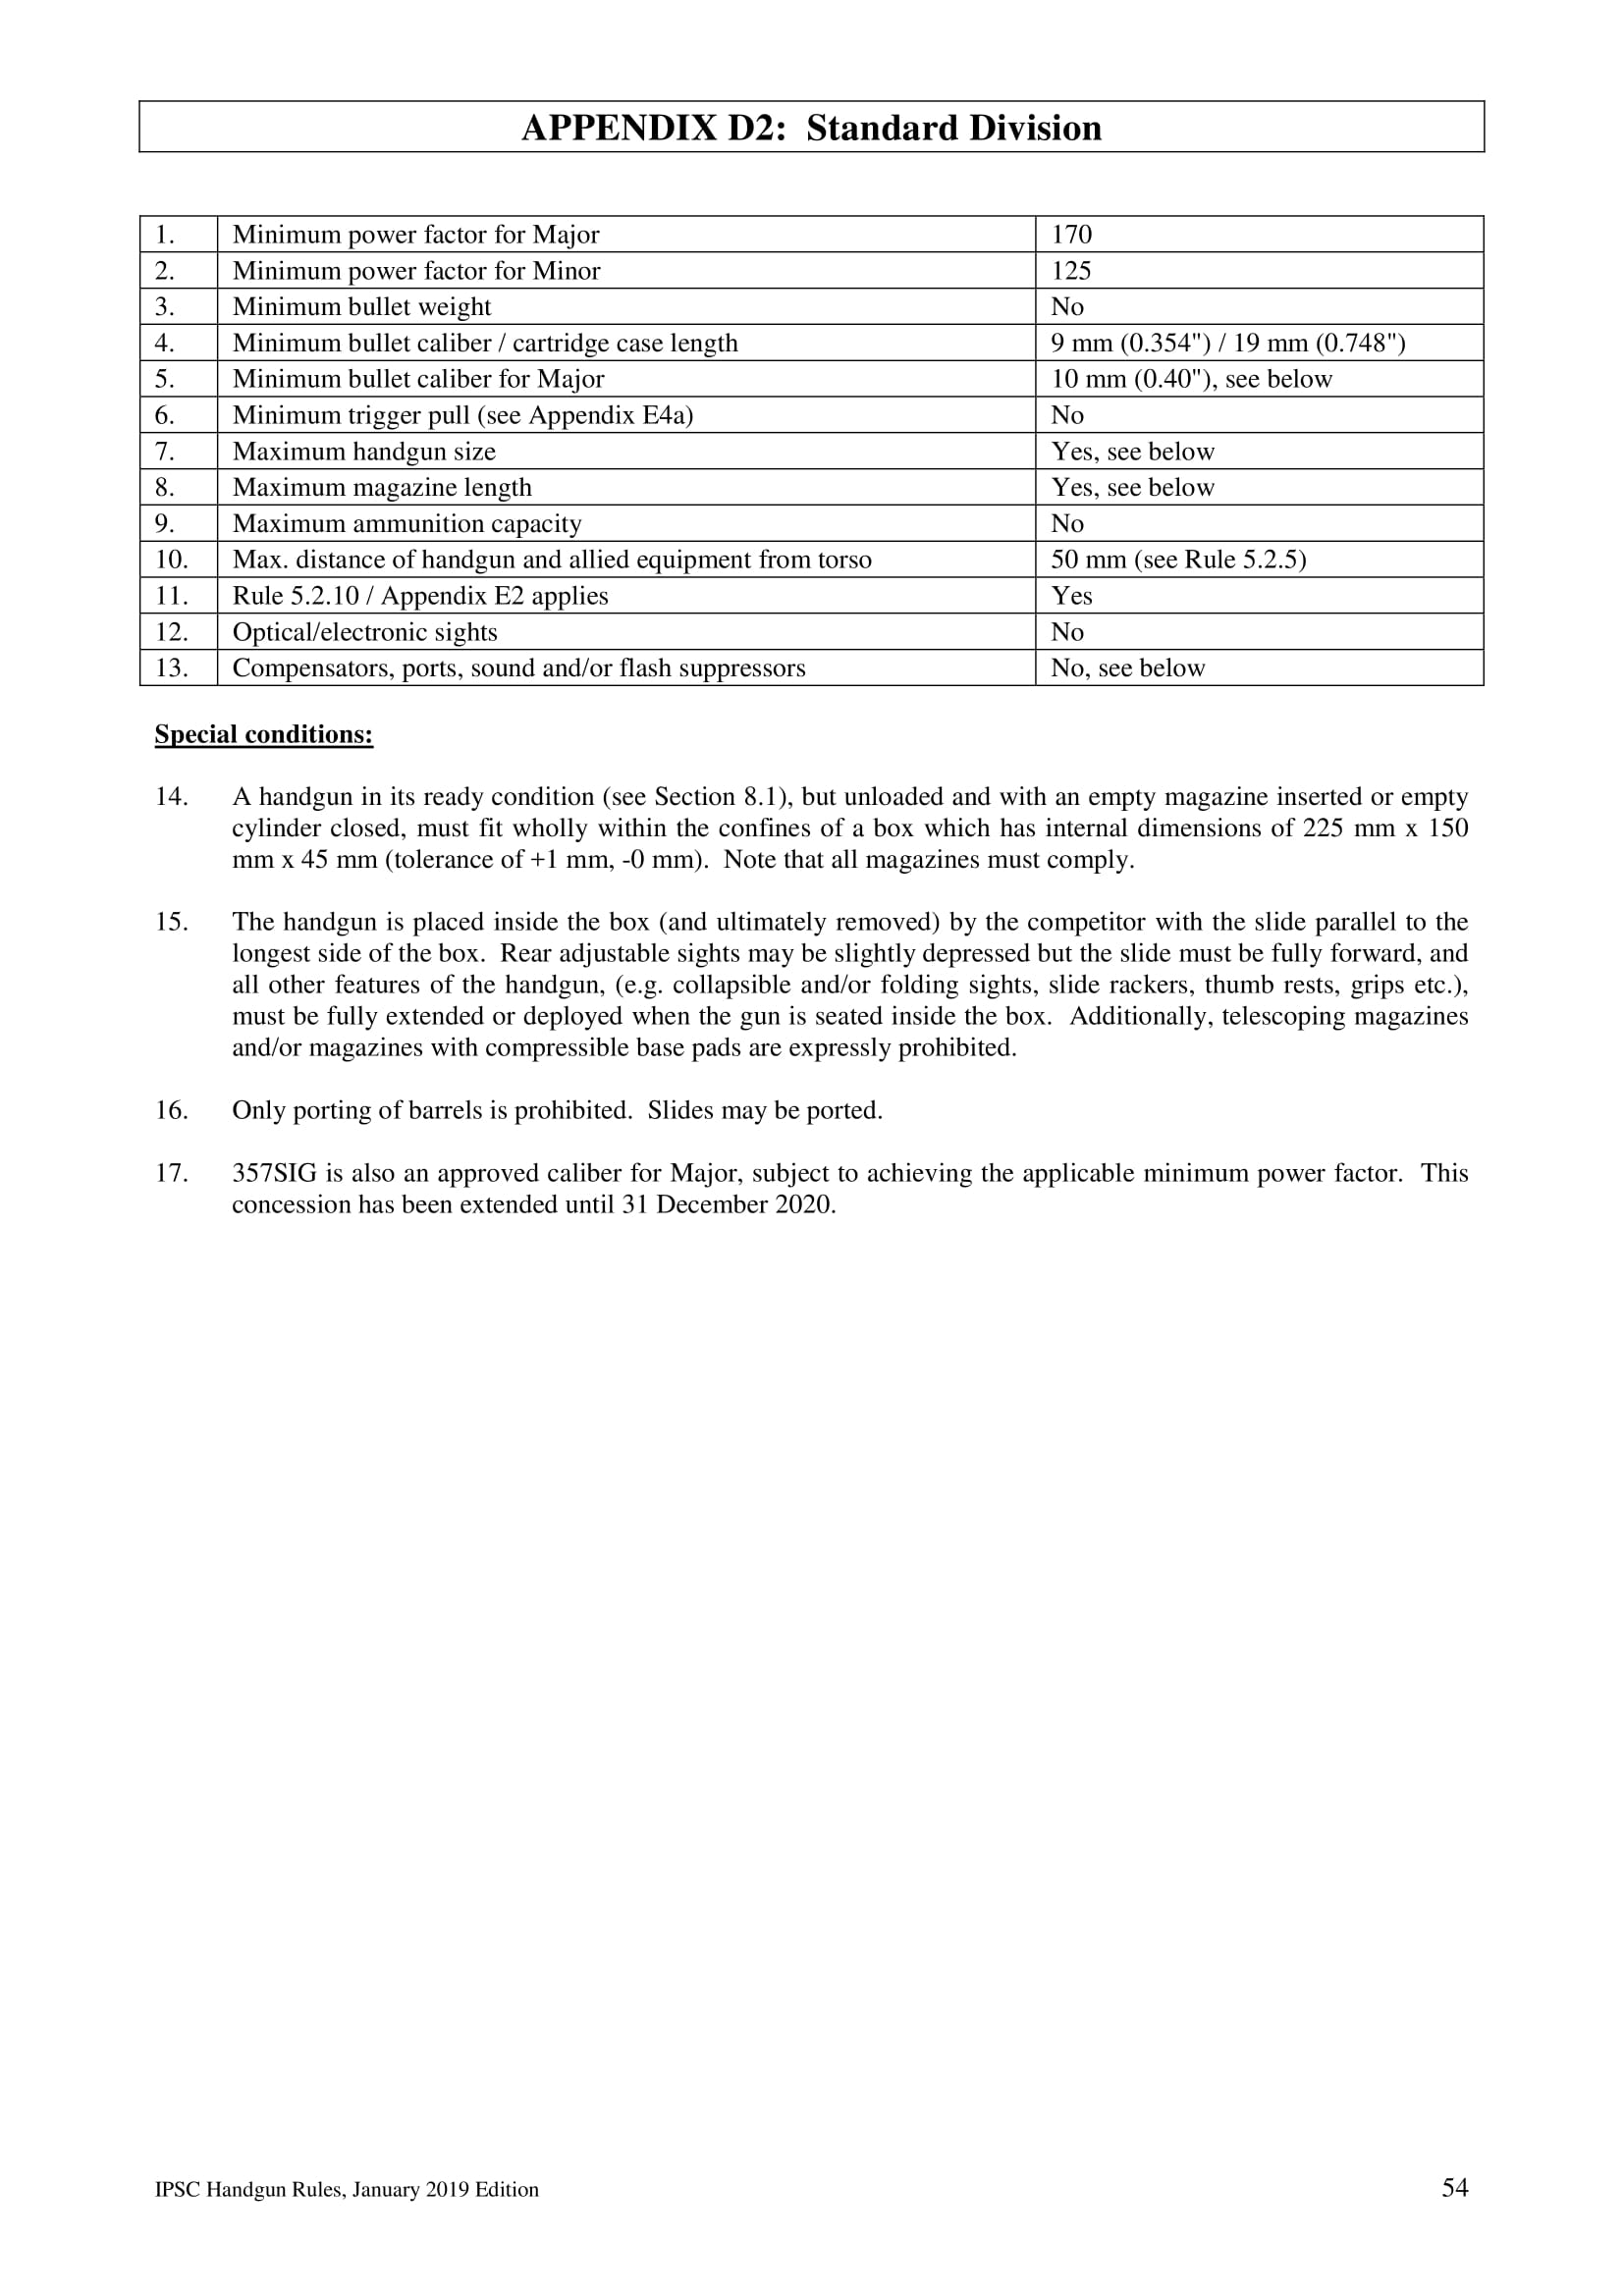 APPENDIX D2: Standard Division
1. Minimum power factor for Major 170
2. Minimum power factor for Minor 125
3. Minimum bullet weight No
4. Minimum bullet caliber / cartridge case length 9 mm (0.354") / 19 mm (0.748")
5. Minimum bullet caliber for Major 10 mm (0.40"), see below
6. Minimum trigger pull (see Appendix E4a) No
7. Maximum handgun size Yes, see below
8. Maximum magazine length Yes, see below
9. Maximum ammunition capacity No
10. Max. distance of handgun and allied equipment from torso 50 mm (see Rule 5.2.5)
11. Rule 5.2.10 / Appendix E2 applies Yes
12. Optical/electronic sights No
13. Compensators, ports, sound and/or flash suppressors No, see below
Special conditions:
14. A handgun in its ready condition (see Section 8.1), but unloaded and with an empty magazine inserted or empty
cylinder closed, must fit wholly within the confines of a box which has internal dimensions of 225 mm x 150
mm x 45 mm (tolerance of +1 mm, -0 mm). Note that all magazines must comply.
15. The handgun is placed inside the box (and ultimately removed) by the competitor with the slide parallel to the
longest side of the box. Rear adjustable sights may be slightly depressed but the slide must be fully forward, and
all other features of the handgun, (e.g. collapsible and/or folding sights, slide rackers, thumb rests, grips etc.),
must be fully extended or deployed when the gun is seated inside the box. Additionally, telescoping magazines
and/or magazines with compressible base pads are expressly prohibited.
16. Only porting of barrels is prohibited. Slides may be ported.
17. 357SIG is also an approved caliber for Major, subject to achieving the applicable minimum power factor. This
concession has been extended until 31 December 2020.
IPSC Handgun Rules, January 2019 Edition 54